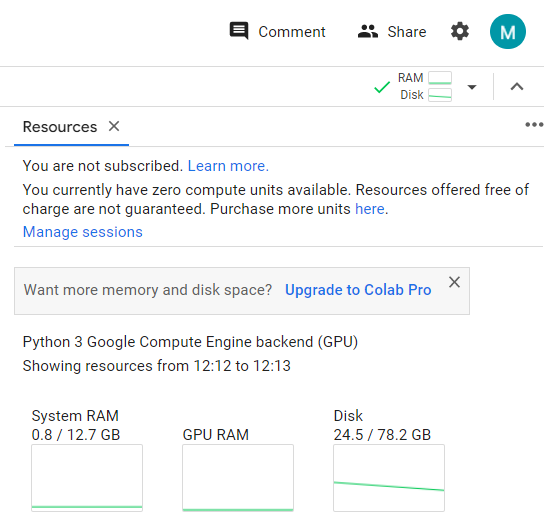 Comment
Share
M
RAM
Disk
Resources
You are not subscribed. Learn more.
You currently have zero compute units available. Resources offered free of
charge are not guaranteed. Purchase more units here.
Manage sessions
Want more memory and disk space? Upgrade to Colab Pro
Python 3 Google Compute Engine backend (GPU)
Showing resources from 12:12 to 12:13
System RAM
0.8 / 12.7 GB
GPU RAM
Disk
24.5 / 78.2 GB